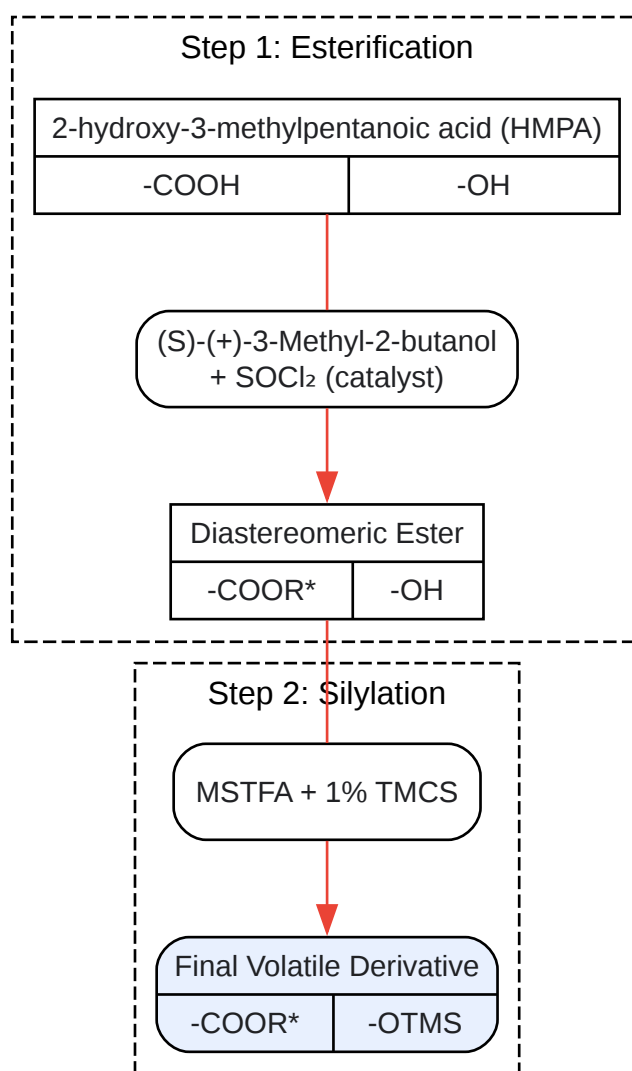 Step 1: Esterification
2-hydroxy-3-methylpentanoic acid (HMPA)
-COOH
-OH
(S)-(+)-3-Methyl-2-butanol
+ SOCl₂ (catalyst)
Diastereomeric Ester
-COOR*
-OH
Step 2: Silylation
MSTFA + 1% TMCS
Final Volatile Derivative
-COOR*
-OTMS